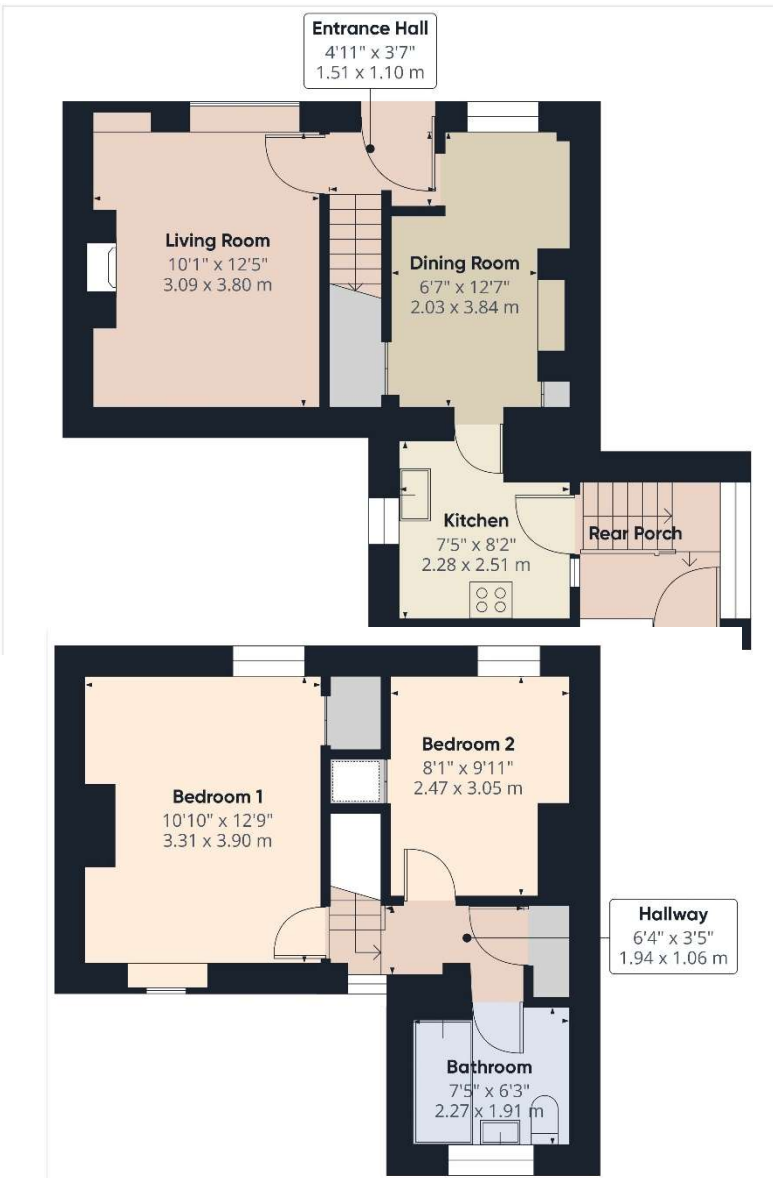 Entrance Hall
4'11" x 3'7"
1.51 x 1.10 m
Living Room
10'1" x 12'5"
3.09 x 3.80 m
Dining Room
6'7" x 12'7"
2.03 x 3.84 m
Kitchen
7'5" x 8'2"
2.28 x 2.51 m
Rear Porch
Bedroom 1
10'10" x 12'9"
3.31 x 3.90 m
Bedroom 2
8'1" x 9'11"
2.47 x 3.05 m
Hallway
6'4" x 3'5"
1.94 x 1.06 m
Bathroom
7'5" x 6'3"
2.27 x 1.91 m